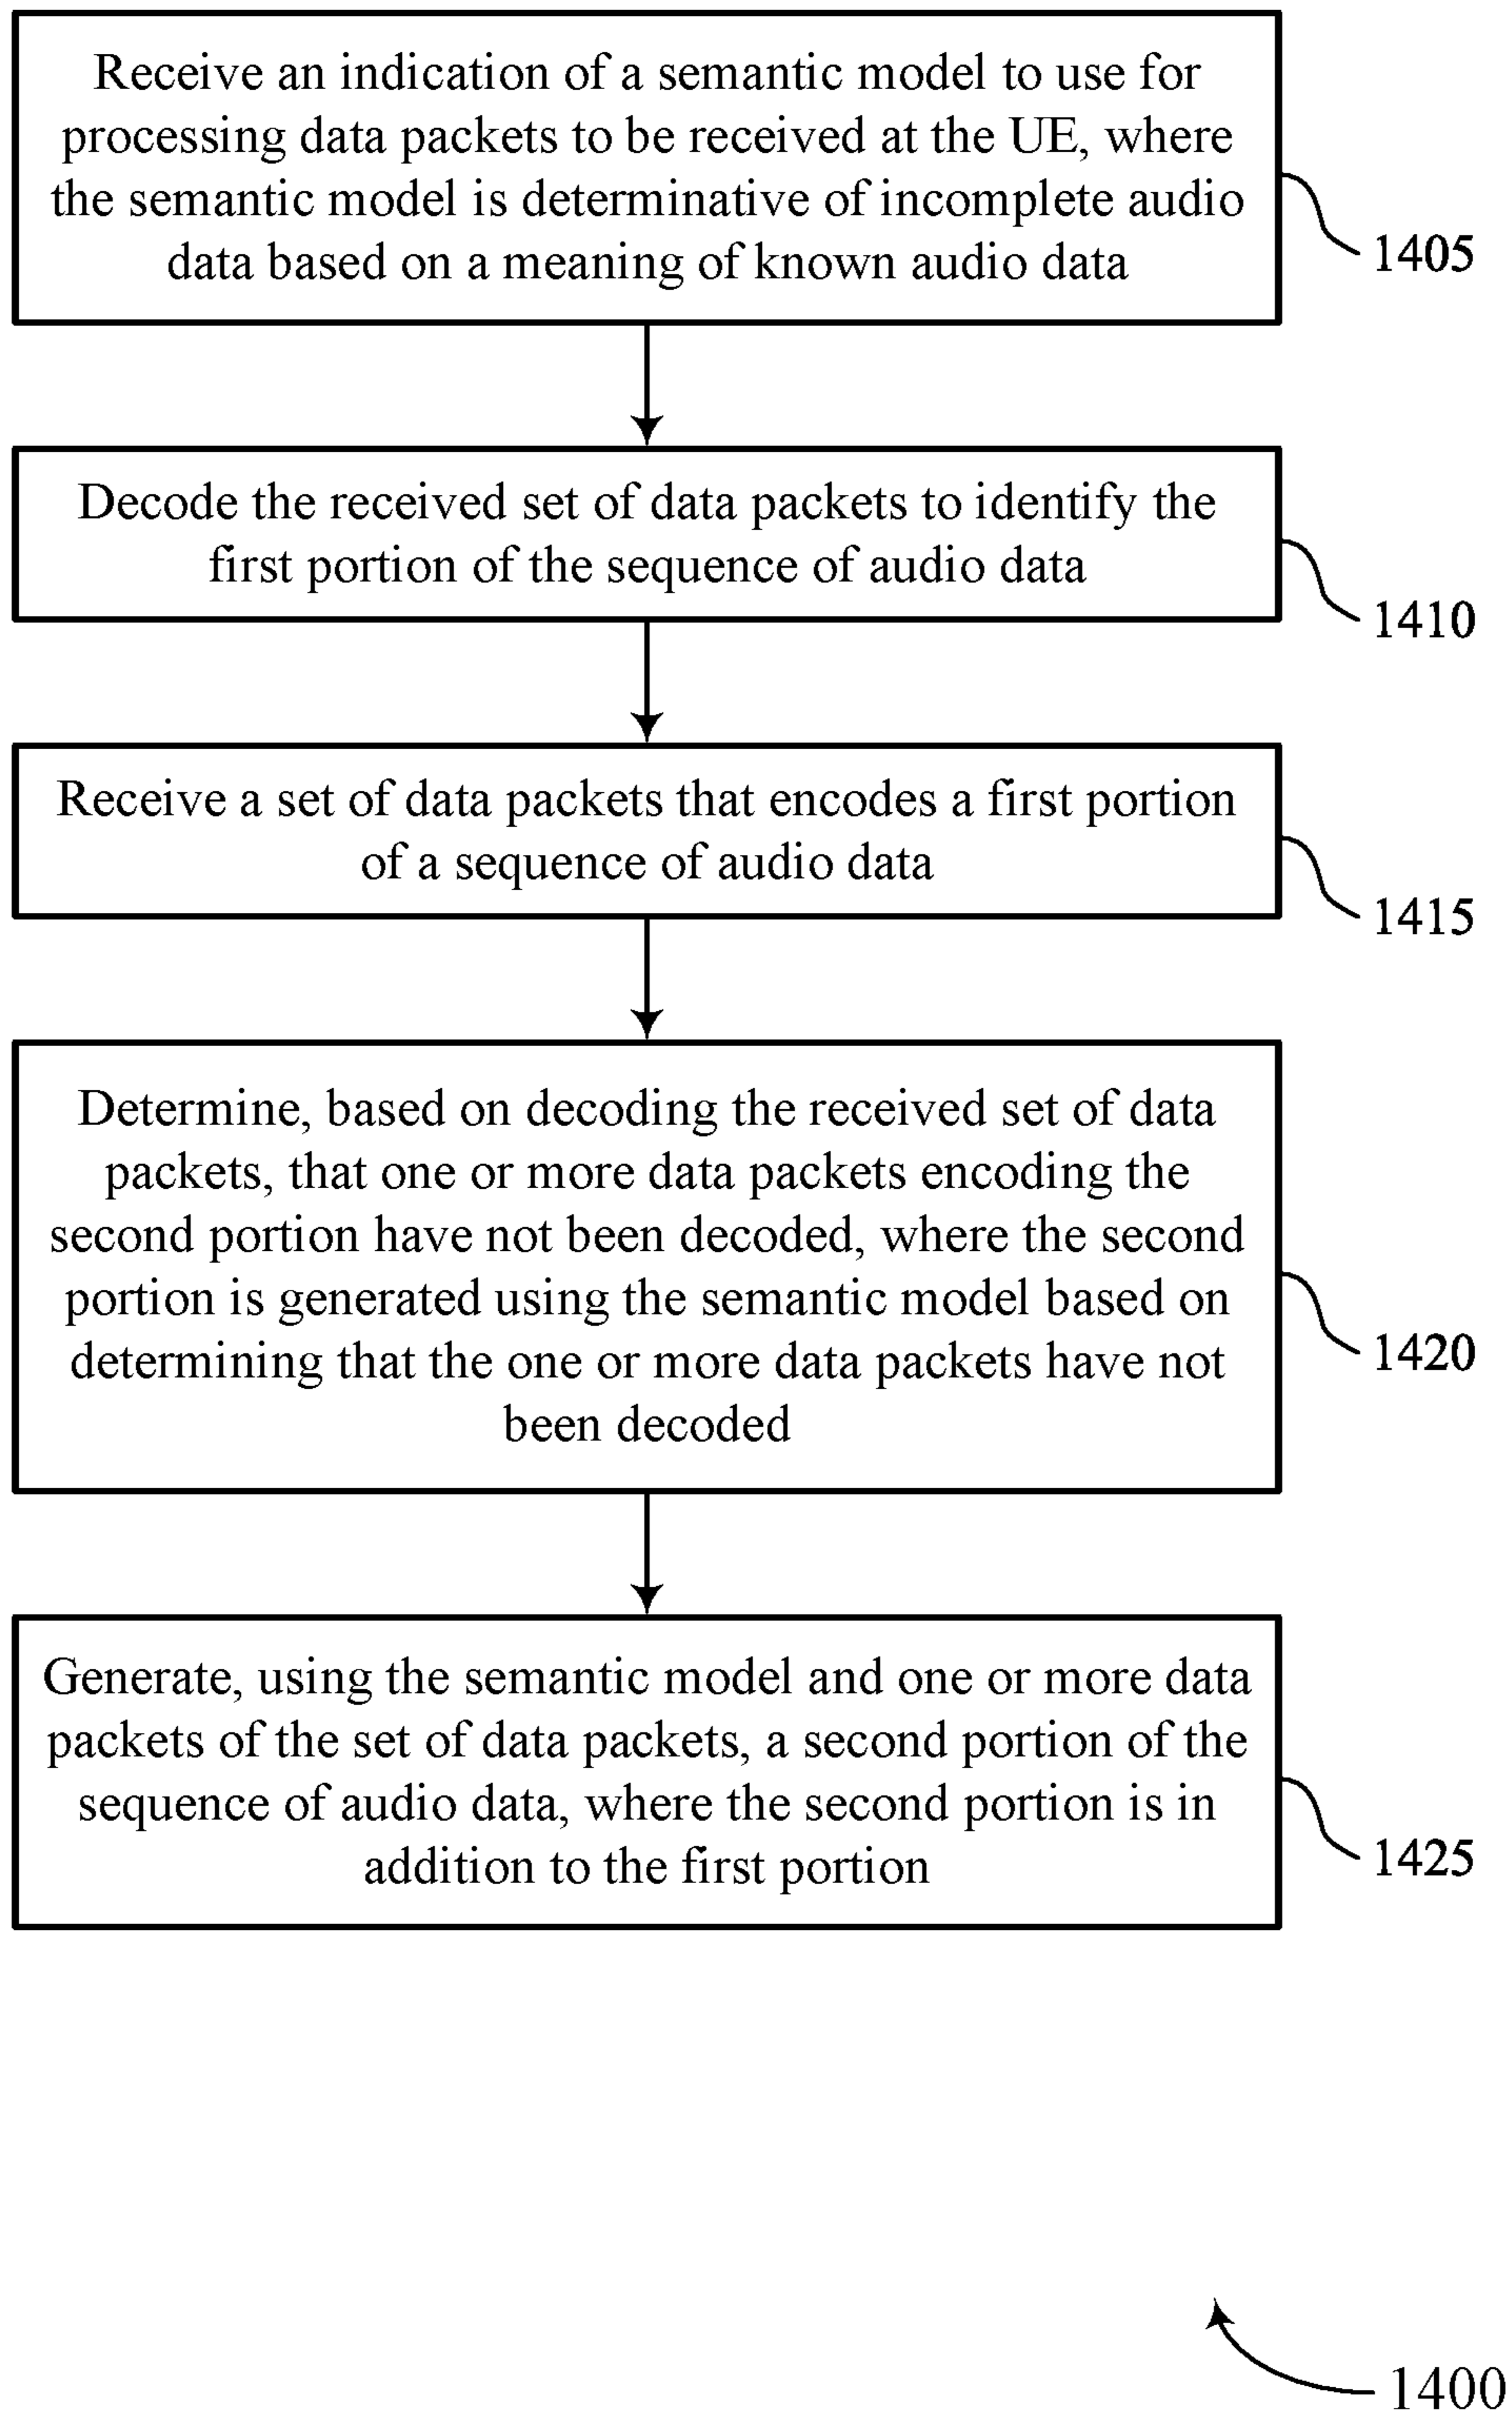 Receive an indication of a semantic model to use for
processing data packets to be received at the UE, where
the semantic model is determinative of incomplete audio
data based on a meaning of known audio data
1405
Decode the received set of data packets to identify the
first portion of the sequence of audio data
1410
Receive a set of data packets that encodes a first portion
of a sequence of audio data
1415
Determine, based on decoding the received set of data
packets, that one or more data packets encoding the
second portion have not been decoded, where the second
portion is generated using the semantic model based on
determining that the one or more data packets have not
been decoded
1420
Generate, using the semantic model and one or more data
packets of the set of data packets, a second portion of the
sequence of audio data, where the second portion is in
addition to the first portion
1425
1400